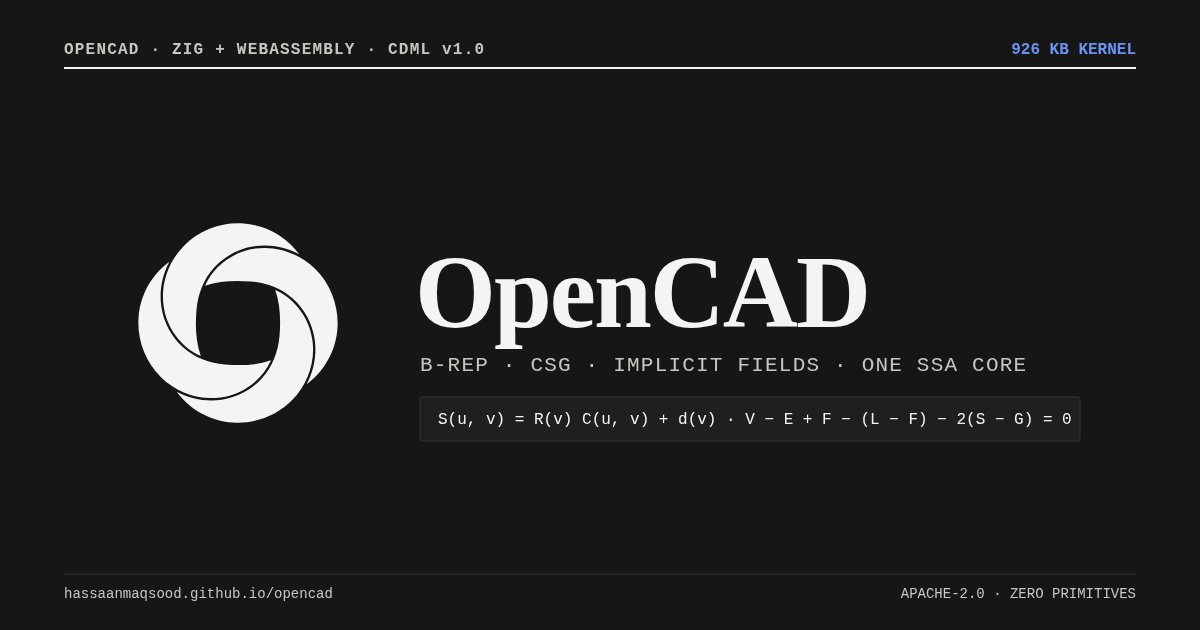 OPENCAD · ZIG + WEBASSEMBLY · CDML v1.0
926 KB KERNEL
OpenCAD
B-REP · CSG · IMPLICIT FIELDS · ONE SSA CORE
S(u, v) = R(v) C(u, v) + d(v) · V − E + F − (L − F) − 2(S − G) = 0
hassaanmaqsood.github.io/opencad
APACHE-2.0 · ZERO PRIMITIVES